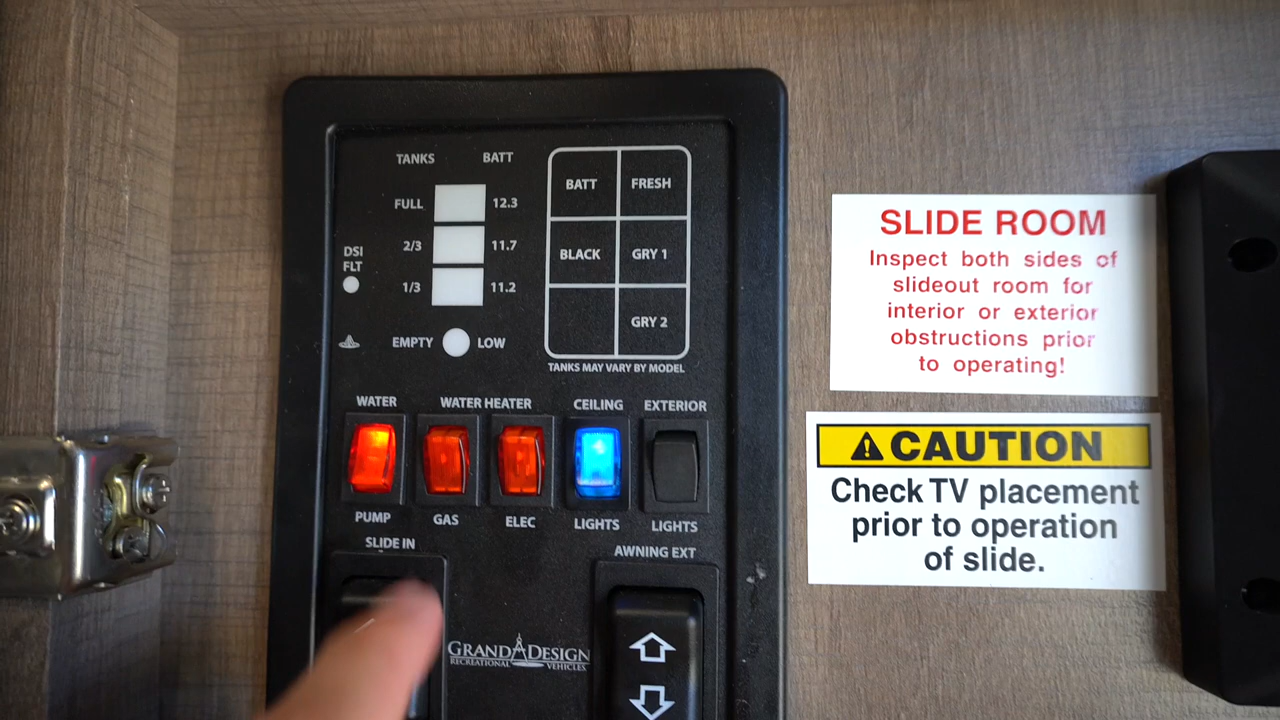 TANKS BATT
FULL 12.3
2/3 11.7
1/3 11.2
EMPTY LOW
DSI
FLT
BATT FRESH
BLACK GRY 1
GRY 2
TANKS MAY VARY BY MODEL
WATER WATER HEATER CEILING EXTERIOR
PUMP GAS ELEC LIGHTS LIGHTS
SLIDE IN AWNING EXT
GRAND DESIGN
RECREATIONAL VEHICLES
SLIDE ROOM
Inspect both sides of
slideout room for
interior or exterior
obstructions prior
to operating!
CAUTION
Check TV placement
prior to operation
of slide.